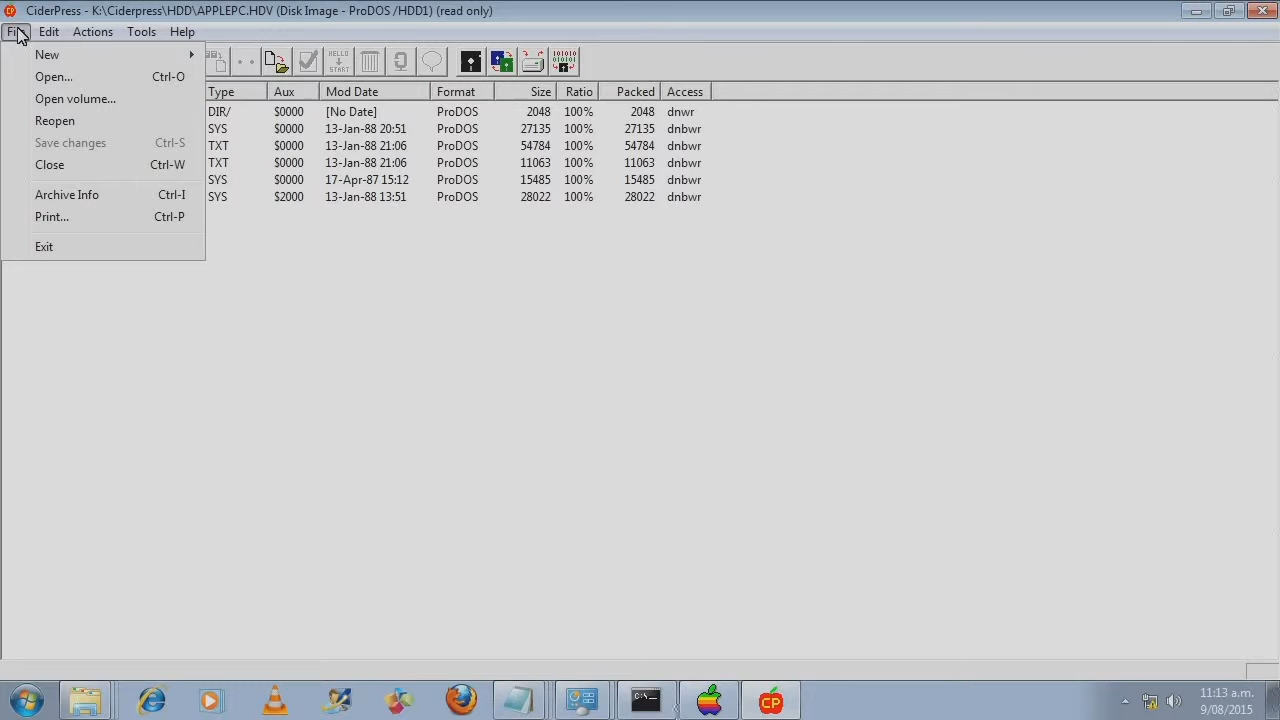 CP CiderPress - K:\Ciderpress\HDD\APPLEPC.HDV (Disk Image - ProDOS /HDD1) (read only)
File Edit Actions Tools Help
New
Open... Ctrl-O
Open volume...
Reopen
Save changes Ctrl-S
Close Ctrl-W
Archive Info Ctrl-I
Print... Ctrl-P
Exit
HELLO
START
Type Aux Mod Date Format Size Ratio Packed Access
DIR/ $0000 [No Date] ProDOS 2048 100% 2048 dnwr
SYS $0000 13-Jan-88 20:51 ProDOS 27135 100% 27135 dnbwr
TXT $0000 13-Jan-88 21:06 ProDOS 54784 100% 54784 dnbwr
TXT $0000 13-Jan-88 21:06 ProDOS 11063 100% 11063 dnbwr
SYS $0000 17-Apr-87 15:12 ProDOS 15485 100% 15485 dnbwr
SYS $2000 13-Jan-88 13:51 ProDOS 28022 100% 28022 dnbwr
C:\
CP
11:13 a.m.
9/08/2015